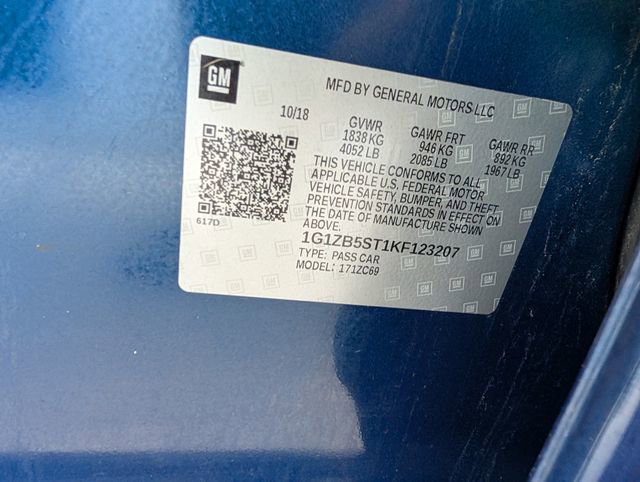 GM
MFD BY GENERAL MOTORS LLC
10/18
GVWR
1838 KG
4052 LB
GAWR FRT
946 KG
2085 LB
GAWR RR
892 KG
1967 LB
THIS VEHICLE CONFORMS TO ALL
APPLICABLE U.S. FEDERAL MOTOR
VEHICLE SAFETY, BUMPER, AND THEFT
PREVENTION STANDARDS IN EFFECT ON
THE DATE OF MANUFACTURE SHOWN
617D
1G1ZB5ST1KF123207
TYPE: PASS CAR
MODEL: 171ZC69